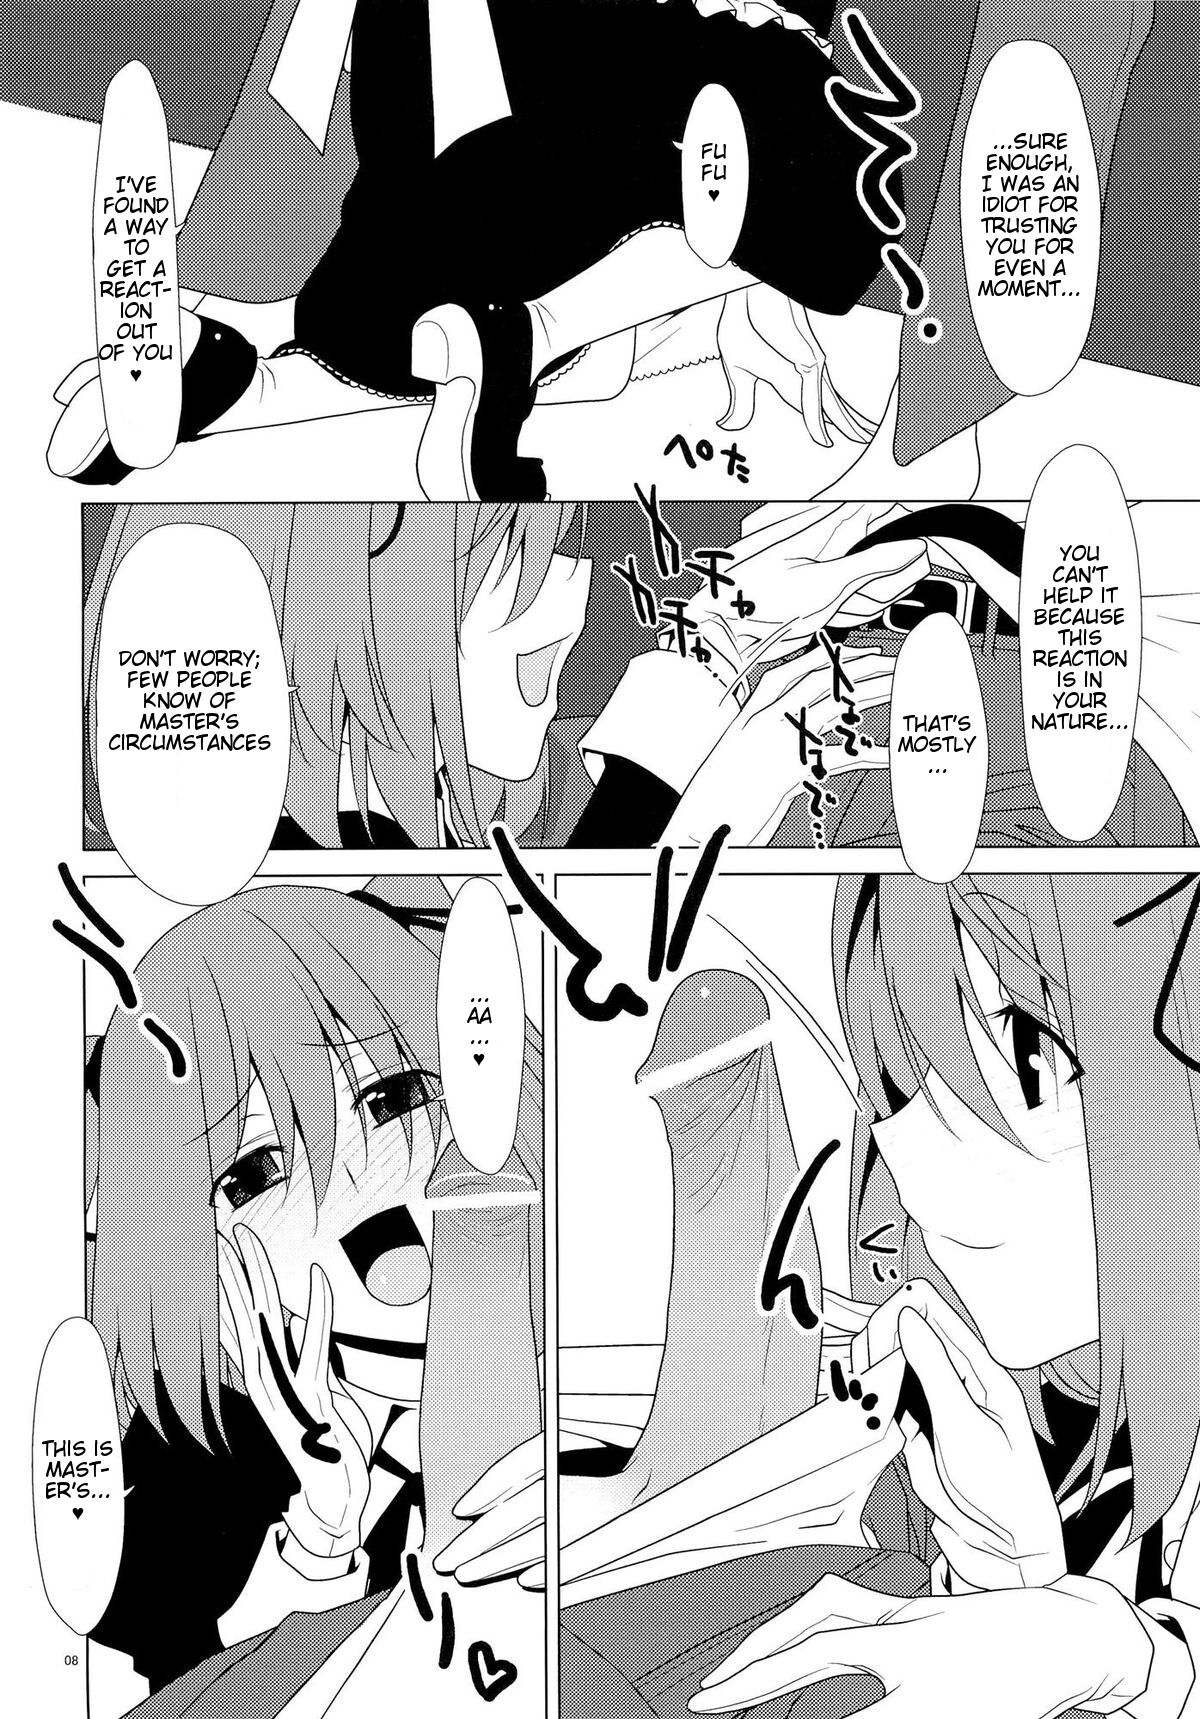 ...SURE
ENOUGH,
I WAS AN
IDIOT FOR
TRUSTING
YOU FOR
EVEN A
MOMENT...
FU
FU
♥
I'VE
FOUND
A WAY
TO
GET A
REACT-
ION
OUT
OF YOU
♥
ペロた
YOU
CAN'T
HELP IT
BECAUSE
THIS
REACTION
IS IN
YOUR
NATURE...
THAT'S
MOSTLY
...
DON'T WORRY;
FEW PEOPLE
KNOW OF
MASTER'S
CIRCUMSTANCES
...
AA
...
♥
THIS IS
MAST-
ER'S...
♥
08